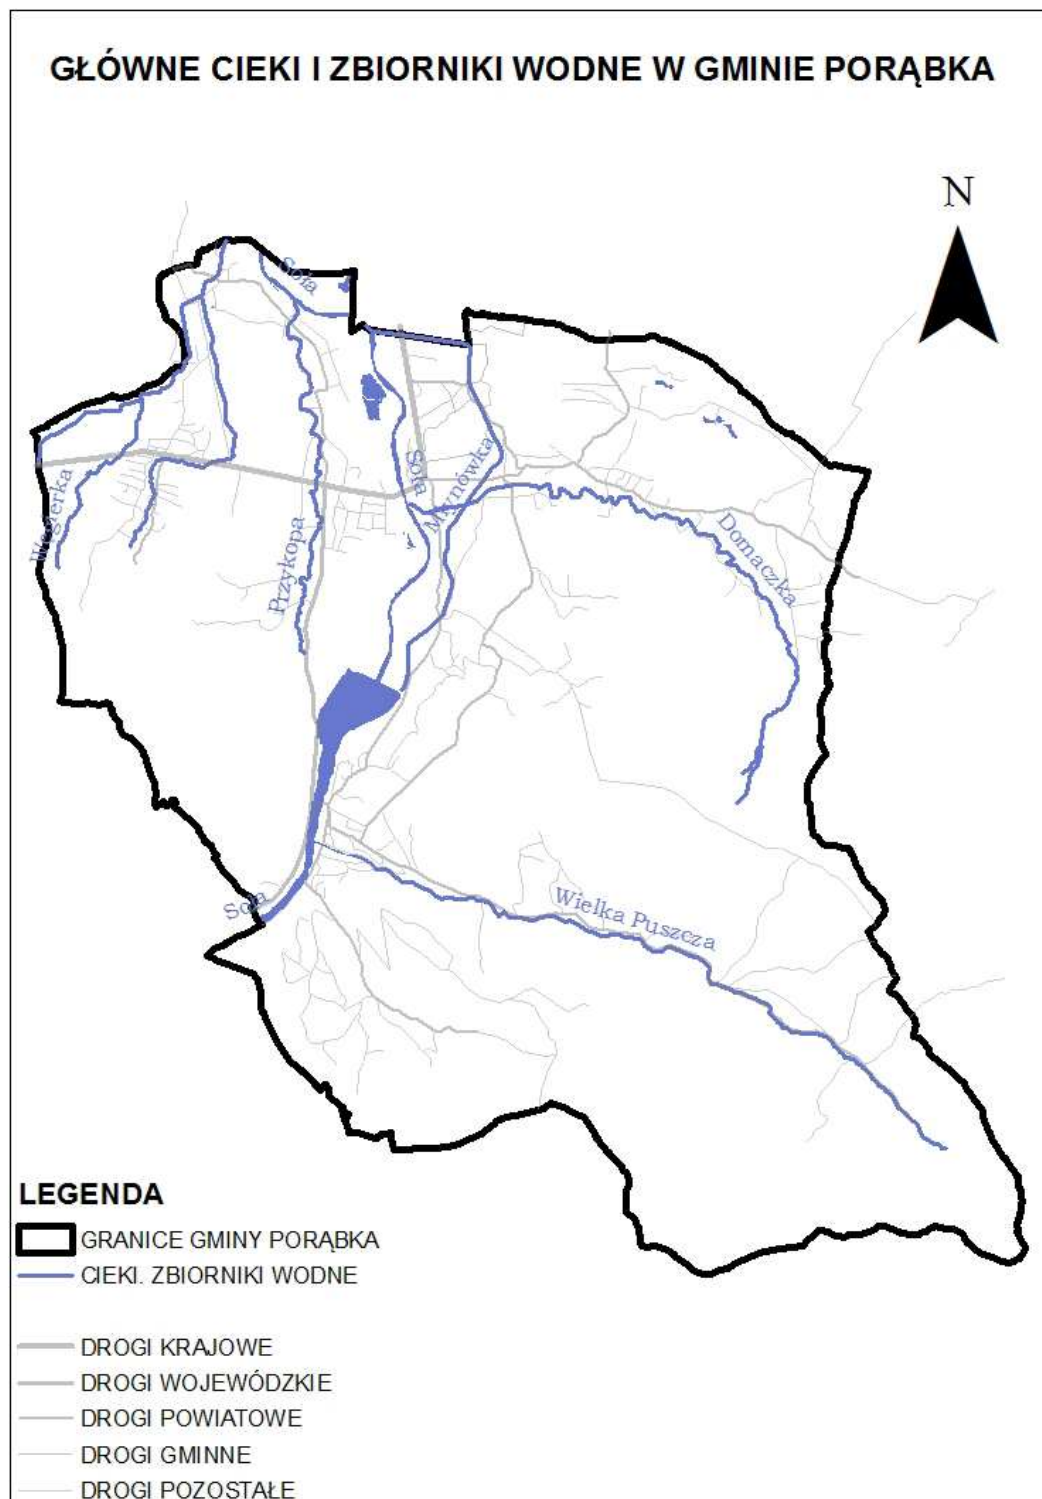 GŁÓWNE CIEKI I ZBIORNIKI WODNE W GMINIE PORĄBKA
N
Soła
Soła
Młynówka
Węgierka
Przykopa
Domaczka
Soła
Wielka Puszcza
LEGENDA
GRANICE GMINY PORĄBKA
CIEKI. ZBIORNIKI WODNE
DROGI KRAJOWE
DROGI WOJEWÓDZKIE
DROGI POWIATOWE
DROGI GMINNE
DROGI POZOSTAŁE